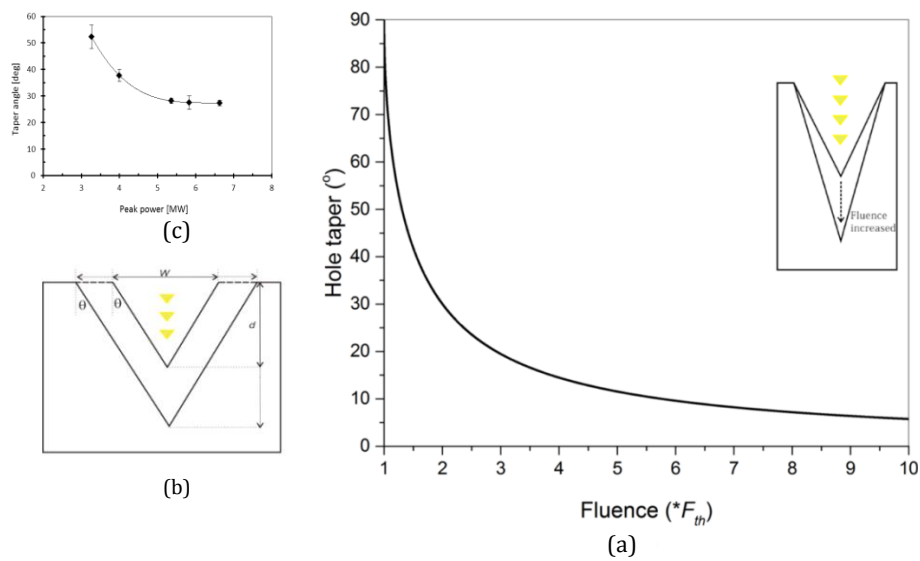 60
50
40
30
20
10
0
Taper angle [deg]
2 3 4 5 6 7 8
Peak power [MW]
(c)
w
θ θ
d
(b)
90
80
70
60
50
40
30
20
10
0
Hole taper (°)
1 2 3 4 5 6 7 8 9 10
Fluence (*Fth)
Fluence
increased
(a)